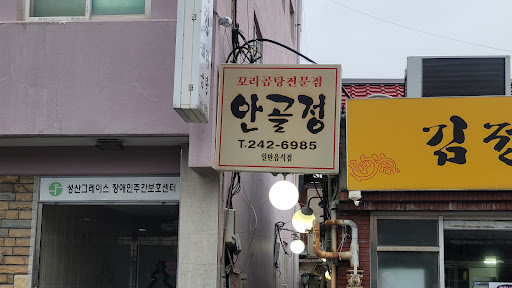 꼬리곰탕전문점
안골정
T.242-6985
일반음식점
성산그레이스 장애인주간보호센터
김